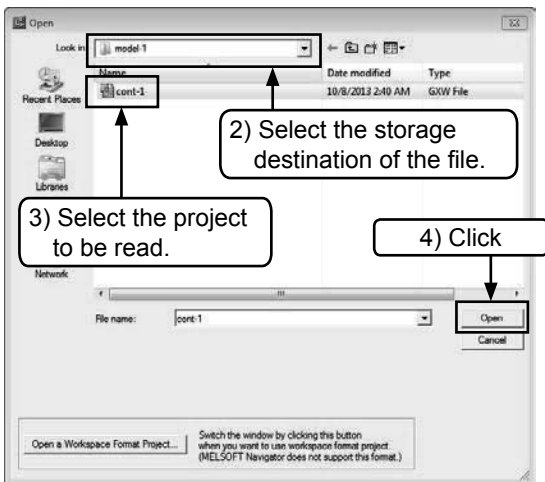 Open
Look in
model-1
Name
Date modified
Type
Recent Places
cont-1
10/8/2013 2:40 AM
GXW File
2) Select the storage
destination of the file.
Desktop
Libraries
3) Select the project
to be read.
4) Click
Network
File name:
cont-1
Open
Cancel
Open a Workspace Format Project...
Switch the window by clicking this button
when you want to use workspace format project.
(MELSOFT Navigator does not support this format.)